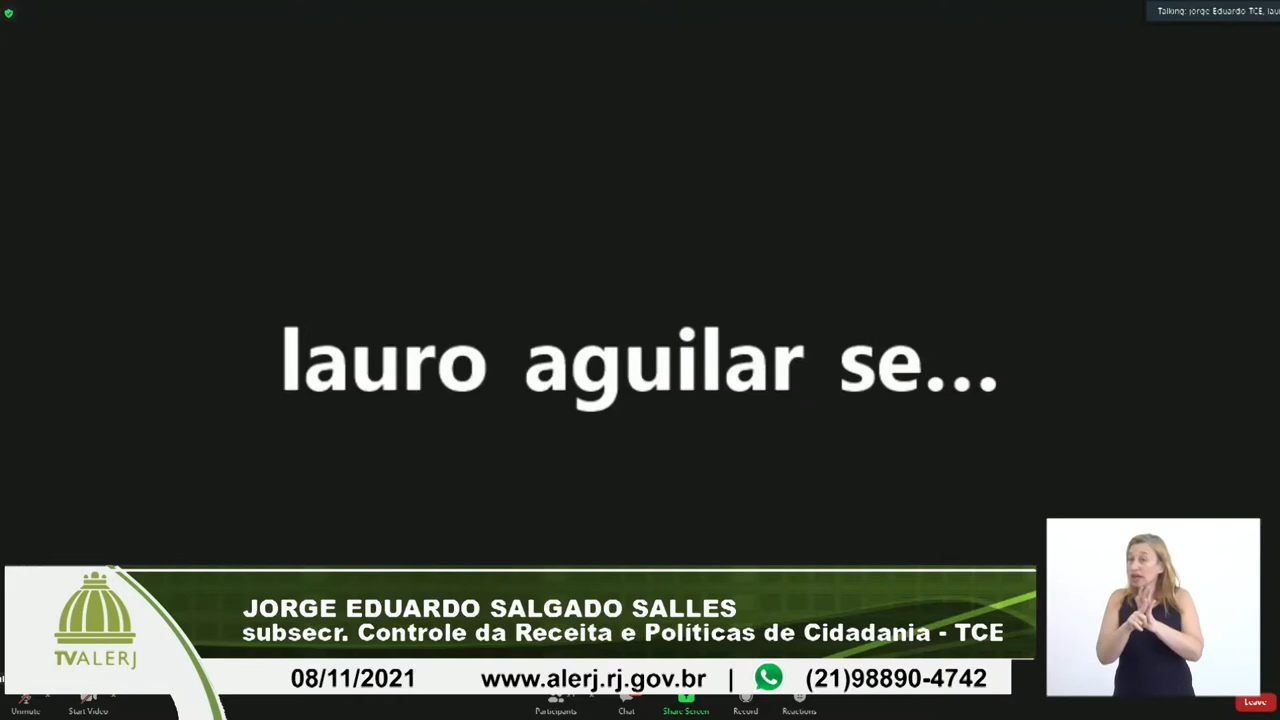 Talking: Jorge Eduardo TCE, lau
lauro aguilar se...
JORGE EDUARDO SALGADO SALLES
subsecr. Controle da Receita e Políticas de Cidadania - TCE
TVALERJ
08/11/2021 www.alerj.rj.gov.br | (21)98890-4742
Unmute Start Video Participants Chat Share Screen Record Reactions Leave